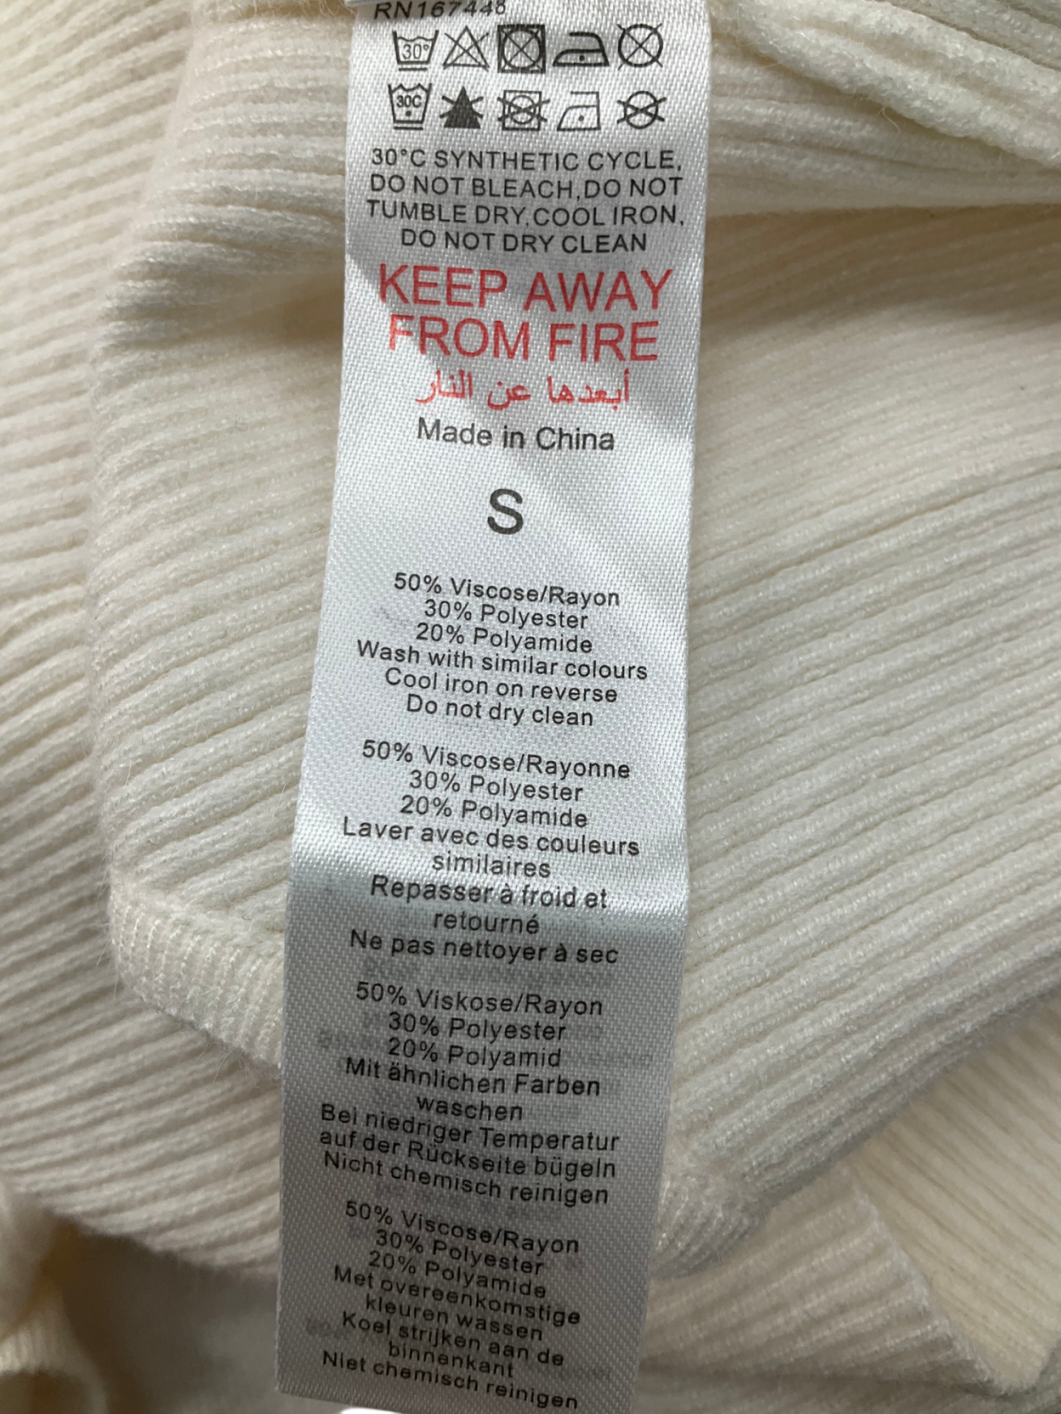 RN167448
30°
30C
30°C SYNTHETIC CYCLE,
DO NOT BLEACH,DO NOT
TUMBLE DRY,COOL IRON,
DO NOT DRY CLEAN
KEEP AWAY
FROM FIRE
أبعدها عن النار
Made in China
S
50% Viscose/Rayon
30% Polyester
20% Polyamide
Wash with similar colours
Cool iron on reverse
Do not dry clean
50% Viscose/Rayonne
30% Polyester
20% Polyamide
Laver avec des couleurs
similaires
Repasser à froid et
retourné
Ne pas nettoyer à sec
50% Viskose/Rayon
30% Polyester
20% Polyamid
Mit ähnlichen Farben
waschen
Bei niedriger Temperatur
auf der Rückseite bügeln
Nicht chemisch reinigen
50% Viscose/Rayon
30% Polyester
20% Polyamide
Met overeenkomstige
kleuren wassen
Koel strijken aan de
binnenkant
Niet chemisch reinigen